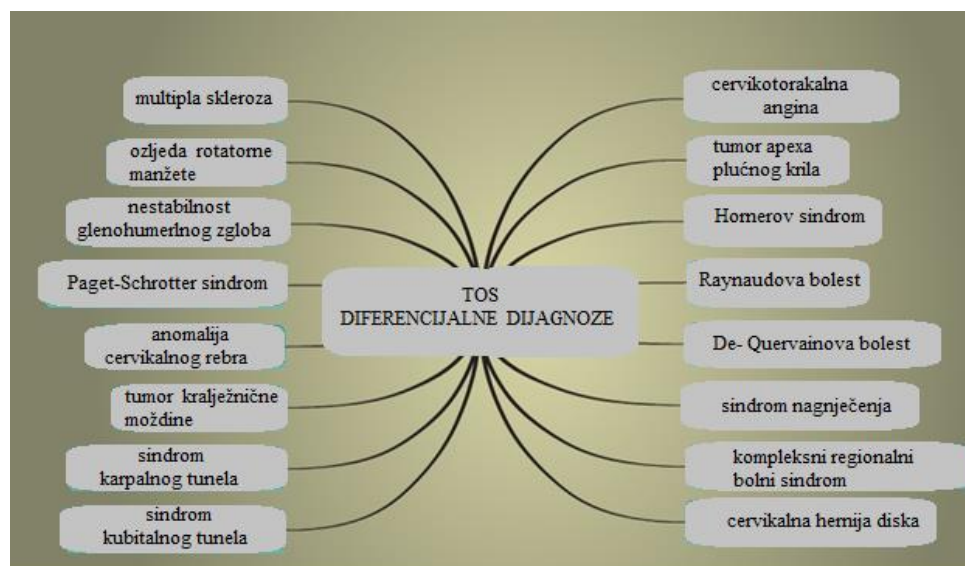 multipla skleroza
ozljeda rotatorne
manžete
nestabilnost
glenohumerlnog zgloba
Paget-Schrotter sindrom
anomalija
cervikalnog rebra
tumor kralježnične
moždine
sindrom
karpalnog tunela
sindrom
kubitalnog tunela
TOS
DIFERENCIJALNE DIJAGNOZE
cervikotorakalna
angina
tumor apexa
plućnog krila
Hornerov sindrom
Raynaudova bolest
De- Quervainova bolest
sindrom nagnječenja
kompleksni regionalni
bolni sindrom
cervikalna hernija diska